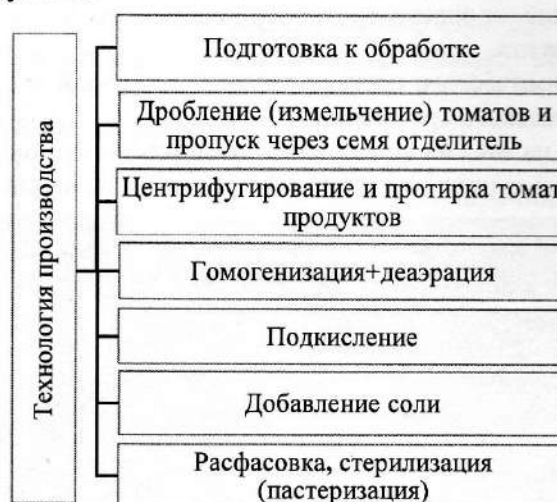 Технология производства
Подготовка к обработке
Дробление (измельчение) томатов и
пропуск через семя отделитель
Центрифугирование и протирка томат
продуктов
Гомогенизация+деаэрация
Подкисление
Добавление соли
Расфасовка, стерилизация
(пастеризация)